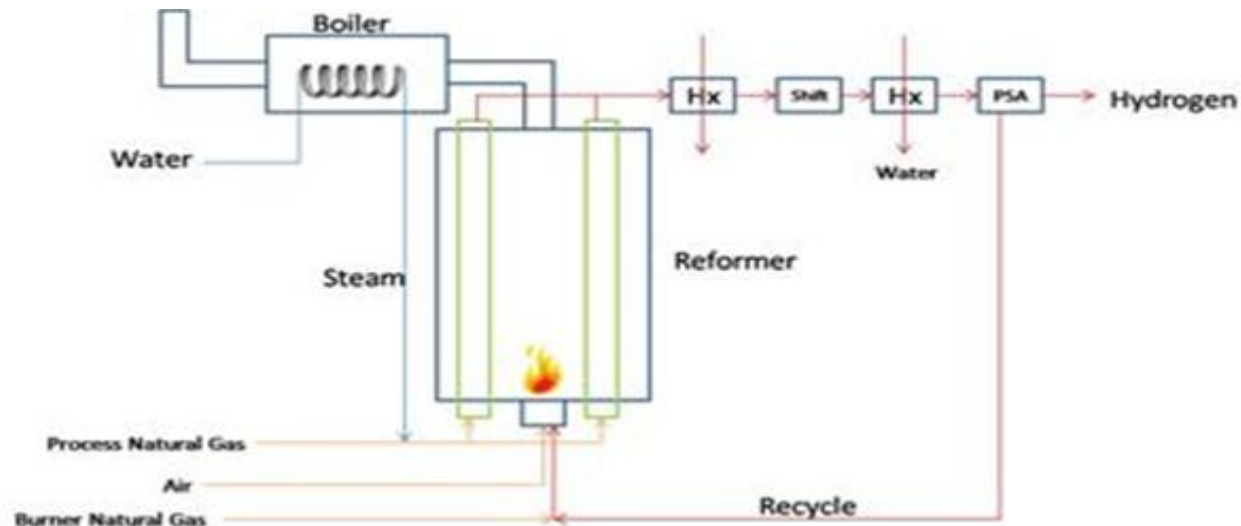 Boiler
Hx
Shift
Hx
PSA
Hydrogen
Water
Water
Reformer
Steam
Process Natural Gas
Air
Recycle
Burner Natural Gas